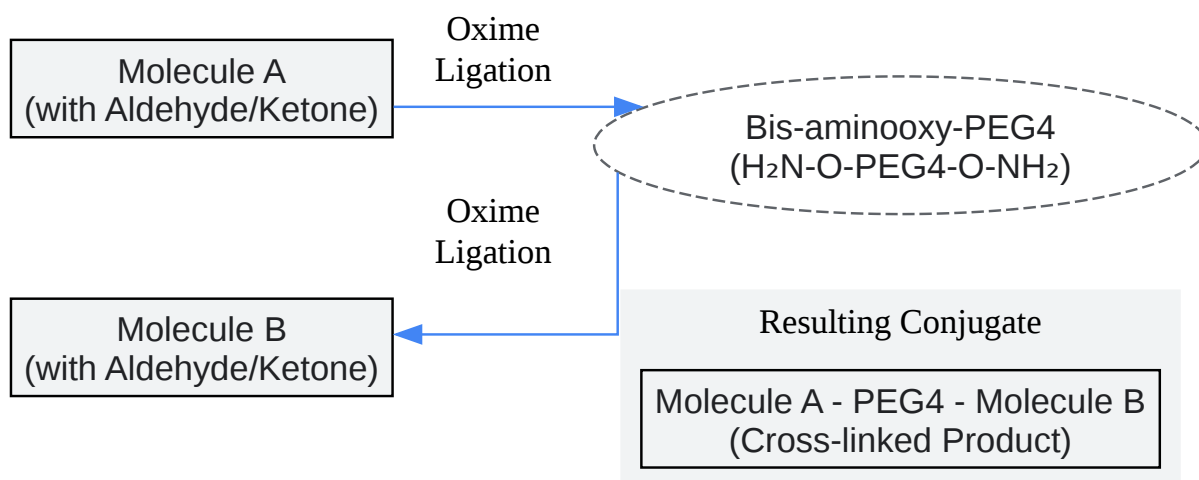 Oxime
Ligation
Molecule A
(with Aldehyde/Ketone)
Bis-aminooxy-PEG4
(H₂N-O-PEG4-O-NH₂)
Oxime
Ligation
Molecule B
(with Aldehyde/Ketone)
Resulting Conjugate
Molecule A - PEG4 - Molecule B
(Cross-linked Product)